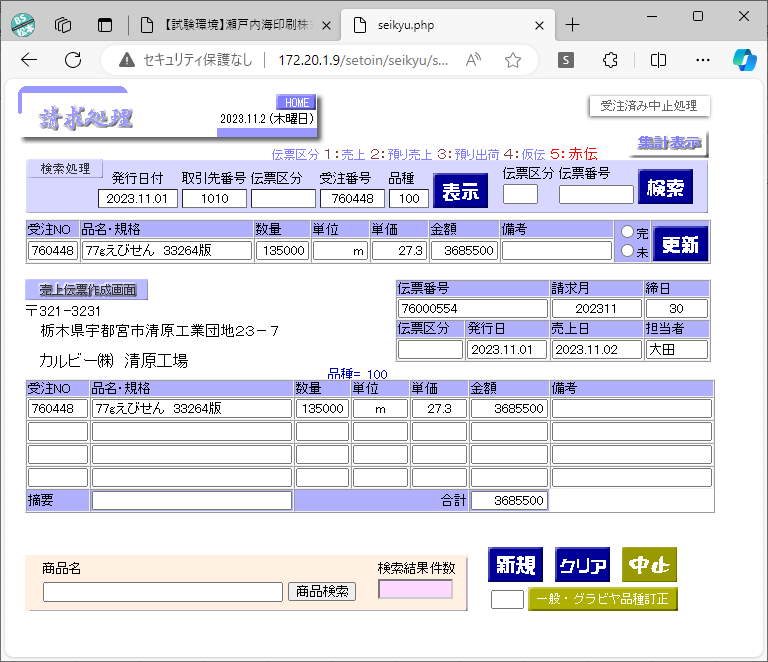 【試験環境】瀬戸内海印刷株
seikyu.php
セキュリティ保護なし
172.20.1.9/setoin/seikyu/s...
請求処理
HOME
2023.11.2 (木曜日)
受注済み中止処理
集計表示
伝票区分 1：売上 2：預り売上 3：預り出荷 4：仮伝 5：赤伝
検索処理
発行日付 取引先番号 伝票区分 受注番号 品種
2023.11.01 1010 760448 100
表示
伝票区分 伝票番号
検索
受注NO 品名・規格 数量 単位 単価 金額 備考
760448 77gえびせん 33264版 135000 m 27.3 3685500
完
未
更新
売上伝票作成画面
〒321-3231
栃木県宇都宮市清原工業団地23－7
カルビー㈱ 清原工場
伝票番号 請求月 締日
76000554 202311 30
伝票区分 発行日 売上日 担当者
2023.11.01 2023.11.02 大田
品種= 100
受注NO 品名・規格 数量 単位 単価 金額 備考
760448 77gえびせん 33264版 135000 m 27.3 3685500
摘要 合計 3685500
商品名
商品検索
検索結果件数
新規
クリア
中止
一般・グラビヤ品種訂正